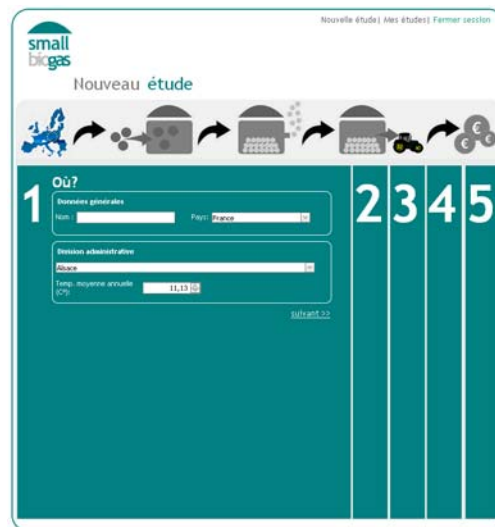 Nouvelle étude| Mes études| Fermer session
small
biogas
Nouveau étude
€
€ €
1 Où? 2 3 4 5
Données générales
Nom : Pays: France
Division administrative
Alsace
Temp. moyenne annuelle
(Cº): 11,13
suivant >>